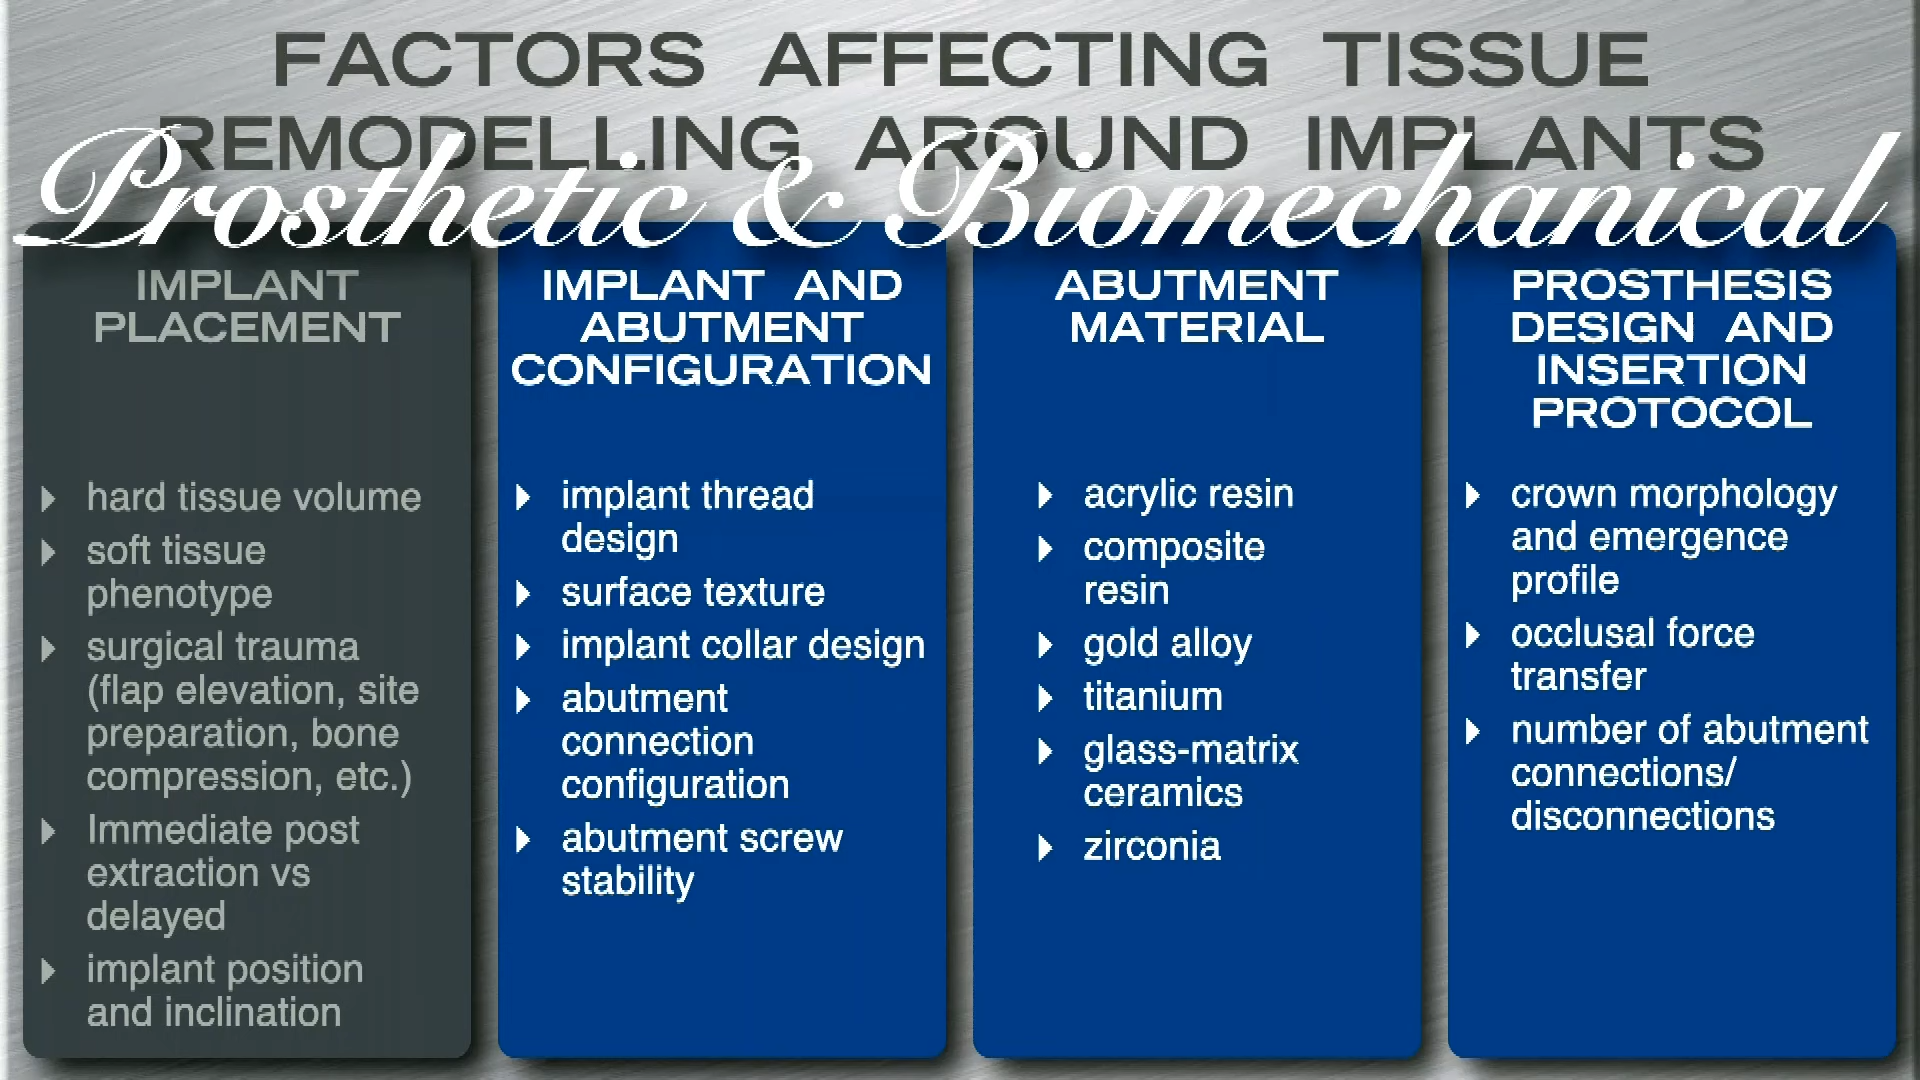 FACTORS AFFECTING TISSUE
REMODELLING AROUND IMPLANTS
Prosthetic & Biomechanical
IMPLANT
PLACEMENT
hard tissue volume
soft tissue
phenotype
surgical trauma
(flap elevation, site
preparation, bone
compression, etc.)
Immediate post
extraction vs
delayed
implant position
and inclination
IMPLANT AND
ABUTMENT
CONFIGURATION
implant thread
design
surface texture
implant collar design
abutment
connection
configuration
abutment screw
stability
ABUTMENT
MATERIAL
acrylic resin
composite
resin
gold alloy
titanium
glass-matrix
ceramics
zirconia
PROSTHESIS
DESIGN AND
INSERTION
PROTOCOL
crown morphology
and emergence
profile
occlusal force
transfer
number of abutment
connections/
disconnections